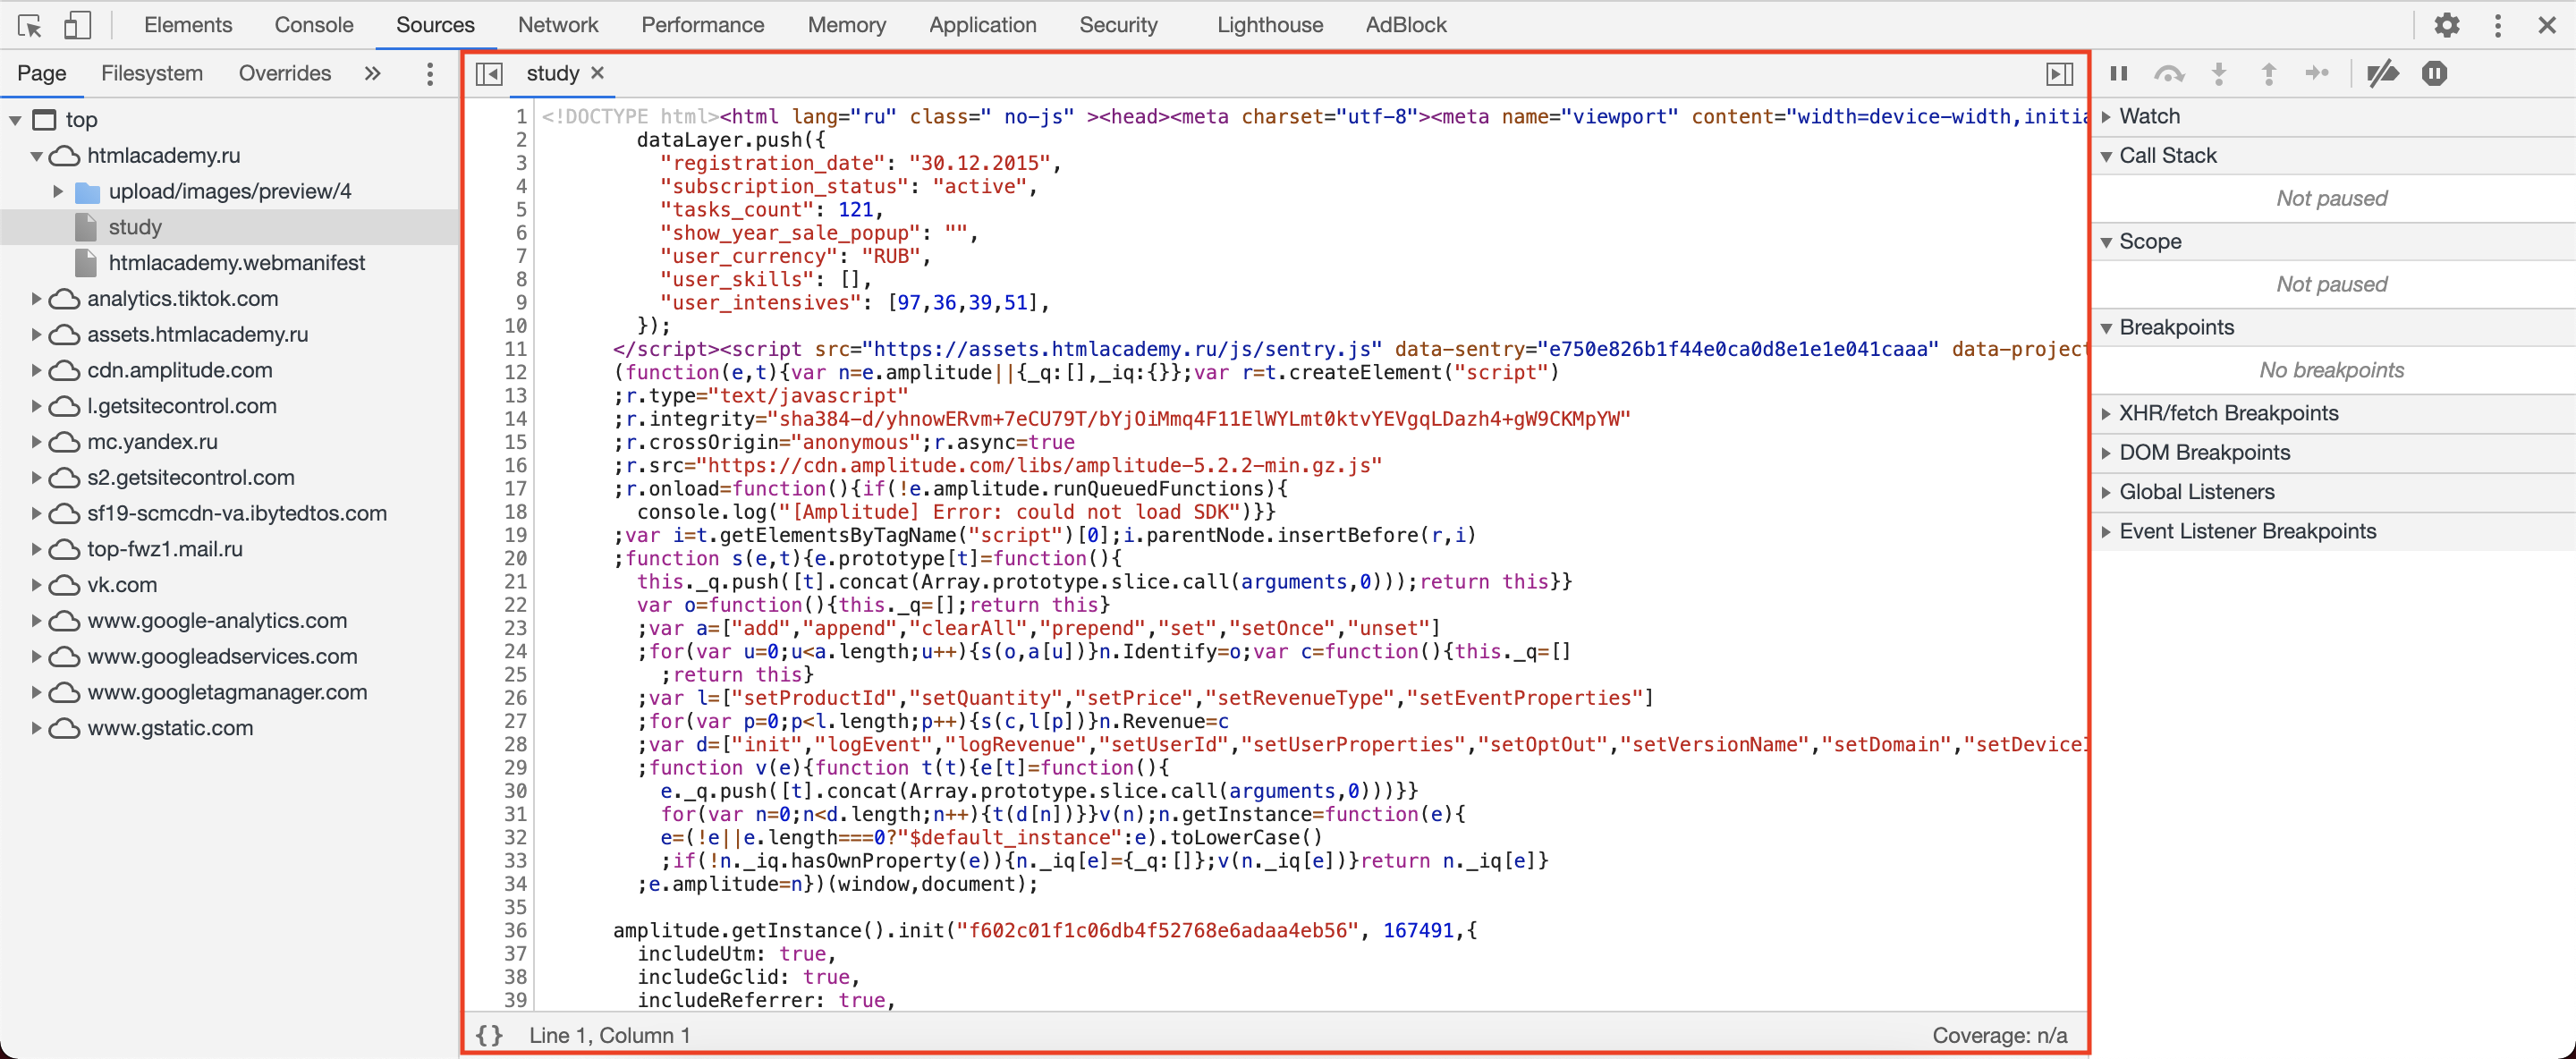 Elements Console Sources Network Performance Memory Application Security Lighthouse AdBlock
Page Filesystem Overrides »
top
htmlacademy.ru
upload/images/preview/4
study
htmlacademy.webmanifest
analytics.tiktok.com
assets.htmlacademy.ru
cdn.amplitude.com
l.getsitecontrol.com
mc.yandex.ru
s2.getsitecontrol.com
sf19-scmcdn-va.ibytedtos.com
top-fwz1.mail.ru
vk.com
www.google-analytics.com
www.googleadservices.com
www.googletagmanager.com
www.gstatic.com
study ×
1 <!DOCTYPE html><html lang="ru" class=" no-js" ><head><meta charset="utf-8"><meta name="viewport" content="width=device-width,initia
2 dataLayer.push({
3 "registration_date": "30.12.2015",
4 "subscription_status": "active",
5 "tasks_count": 121,
6 "show_year_sale_popup": "",
7 "user_currency": "RUB",
8 "user_skills": [],
9 "user_intensives": [97,36,39,51],
10 });
11 </script><script src="https://assets.htmlacademy.ru/js/sentry.js" data-sentry="e750e826b1f44e0ca0d8e1e1e041caaa" data-project
12 (function(e,t){var n=e.amplitude||{_q:[],_iq:{}};var r=t.createElement("script")
13 ;r.type="text/javascript"
14 ;r.integrity="sha384-d/yhnowERvm+7eCU79T/bYjOiMmq4F11ElWYLmt0ktvYEVgqLDazh4+gW9CKMpYW"
15 ;r.crossOrigin="anonymous";r.async=true
16 ;r.src="https://cdn.amplitude.com/libs/amplitude-5.2.2-min.gz.js"
17 ;r.onload=function(){if(!e.amplitude.runQueuedFunctions){
18 console.log("[Amplitude] Error: could not load SDK")}}
19 ;var i=t.getElementsByTagName("script")[0];i.parentNode.insertBefore(r,i)
20 ;function s(e,t){e.prototype[t]=function(){
21 this._q.push([t].concat(Array.prototype.slice.call(arguments,0)));return this}}
22 var o=function(){this._q=[];return this}
23 ;var a=["add","append","clearAll","prepend","set","setOnce","unset"]
24 ;for(var u=0;u<a.length;u++){s(o,a[u])}n.Identify=o;var c=function(){this._q=[]
25 ;return this}
26 ;var l=["setProductId","setQuantity","setPrice","setRevenueType","setEventProperties"]
27 ;for(var p=0;p<l.length;p++){s(c,l[p])}n.Revenue=c
28 ;var d=["init","logEvent","logRevenue","setUserId","setUserProperties","setOptOut","setVersionName","setDomain","setDeviceI
29 ;function v(e){function t(t){e[t]=function(){
30 e._q.push([t].concat(Array.prototype.slice.call(arguments,0)))}}
31 for(var n=0;n<d.length;n++){t(d[n])}}v(n);n.getInstance=function(e){
32 e=(!e||e.length===0?"$default_instance":e).toLowerCase()
33 ;if(!n._iq.hasOwnProperty(e)){n._iq[e]={_q:[]};v(n._iq[e])}return n._iq[e]}
34 ;e.amplitude=n})(window,document);
35
36 amplitude.getInstance().init("f602c01f1c06db4f52768e6adaa4eb56", 167491,{
37 includeUtm: true,
38 includeGclid: true,
39 includeReferrer: true,
{} Line 1, Column 1 Coverage: n/a
Watch
Call Stack
Not paused
Scope
Not paused
Breakpoints
No breakpoints
XHR/fetch Breakpoints
DOM Breakpoints
Global Listeners
Event Listener Breakpoints